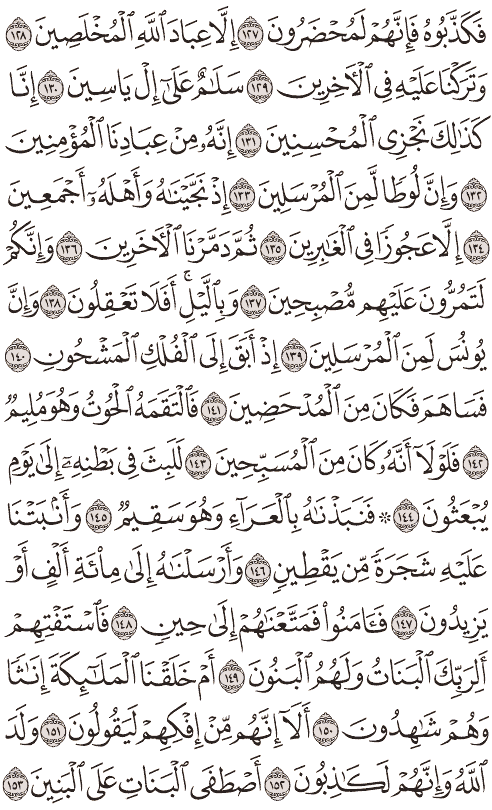 فَكَذَّبُوهُ فَإِنَّهُمْ لَمُحْضَرُونَ ١٢٧ إِلَّا عِبَادَ ٱللَّهِ ٱلْمُخْلَصِينَ ١٢٨
وَتَرَكْنَا عَلَيْهِ فِى ٱلْءَاخِرِينَ ١٢٩ سَلَٰمٌ عَلَىٰٓ إِلْ يَاسِينَ ١٣٠ إِنَّا
كَذَٰلِكَ نَجْزِى ٱلْمُحْسِنِينَ ١٣١ إِنَّهُۥ مِنْ عِبَادِنَا ٱلْمُؤْمِنِينَ
١٣٢ وَإِنَّ لُوطًا لَّمِنَ ٱلْمُرْسَلِينَ ١٣٣ إِذْ نَجَّيْنَٰهُ وَأَهْلَهُۥٓ أَجْمَعِينَ
١٣٤ إِلَّا عَجُوزًا فِى ٱلْغَٰبِرِينَ ١٣٥ ثُمَّ دَمَّرْنَا ٱلْءَاخَرِينَ ١٣٦ وَإِنَّكُمْ
لَتَمُرُّونَ عَلَيْهِم مُّصْبِحِينَ ١٣٧ وَبِٱلَّيْلِ ۗ أَفَلَا تَعْقِلُونَ ١٣٨ وَإِنَّ
يُونُسَ لَمِنَ ٱلْمُرْسَلِينَ ١٣٩ إِذْ أَبَقَ إِلَى ٱلْفُلْكِ ٱلْمَشْحُونِ ١٤٠
فَسَاهَمَ فَكَانَ مِنَ ٱلْمُدْحَضِينَ ١٤١ فَٱلْتَقَمَهُ ٱلْحُوتُ وَهُوَ مُلِيمٌ
١٤٢ فَلَوْلَآ أَنَّهُۥ كَانَ مِنَ ٱلْمُسَبِّحِينَ ١٤٣ لَلَبِثَ فِى بَطْنِهِۦٓ إِلَىٰ يَوْمِ
يُبْعَثُونَ ١٤٤ ۞ فَنَبَذْنَٰهُ بِٱلْعَرَآءِ وَهُوَ سَقِيمٌ ١٤٥ وَأَنۢبَتْنَا
عَلَيْهِ شَجَرَةً مِّن يَقْطِينٍ ١٤٦ وَأَرْسَلْنَٰهُ إِلَىٰ مِا۟ئَةِ أَلْفٍ أَوْ
يَزِيدُونَ ١٤٧ فَـَٔامَنُوا۟ فَمَتَّعْنَٰهُمْ إِلَىٰ حِينٍ ١٤٨ فَٱسْتَفْتِهِمْ
أَلِرَبِّكَ ٱلْبَنَاتُ وَلَهُمُ ٱلْبَنُونَ ١٤٩ أَمْ خَلَقْنَا ٱلْمَلَٰٓئِكَةَ إِنَٰثًا
وَهُمْ شَٰهِدُونَ ١٥٠ أَلَآ إِنَّهُم مِّنْ إِفْكِهِمْ لَيَقُولُونَ ١٥١ وَلَدَ
ٱللَّهُ وَإِنَّهُمْ لَكَٰذِبُونَ ١٥٢ أَصْطَفَى ٱلْبَنَاتِ عَلَى ٱلْبَنِينَ ١٥٣